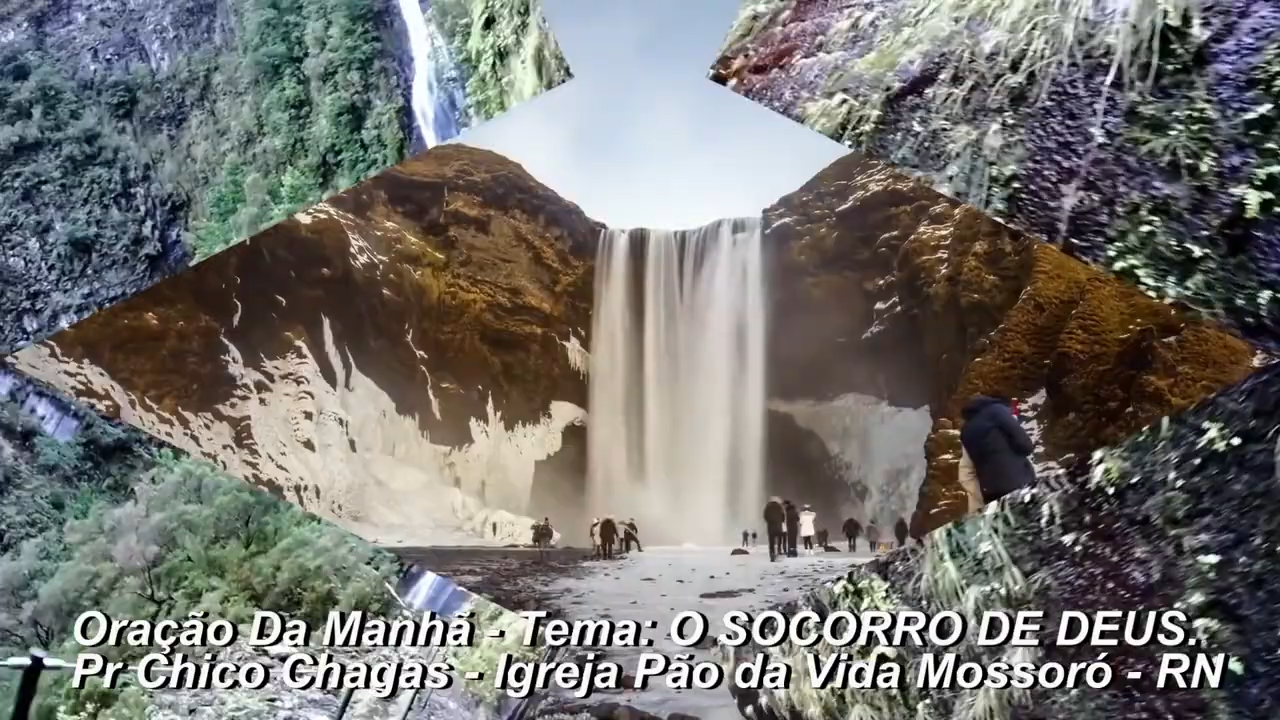 Oração Da Manhã - Tema: O SOCORRO DE DEUS.
Pr Chico Chagas - Igreja Pão da Vida Mossoró - RN